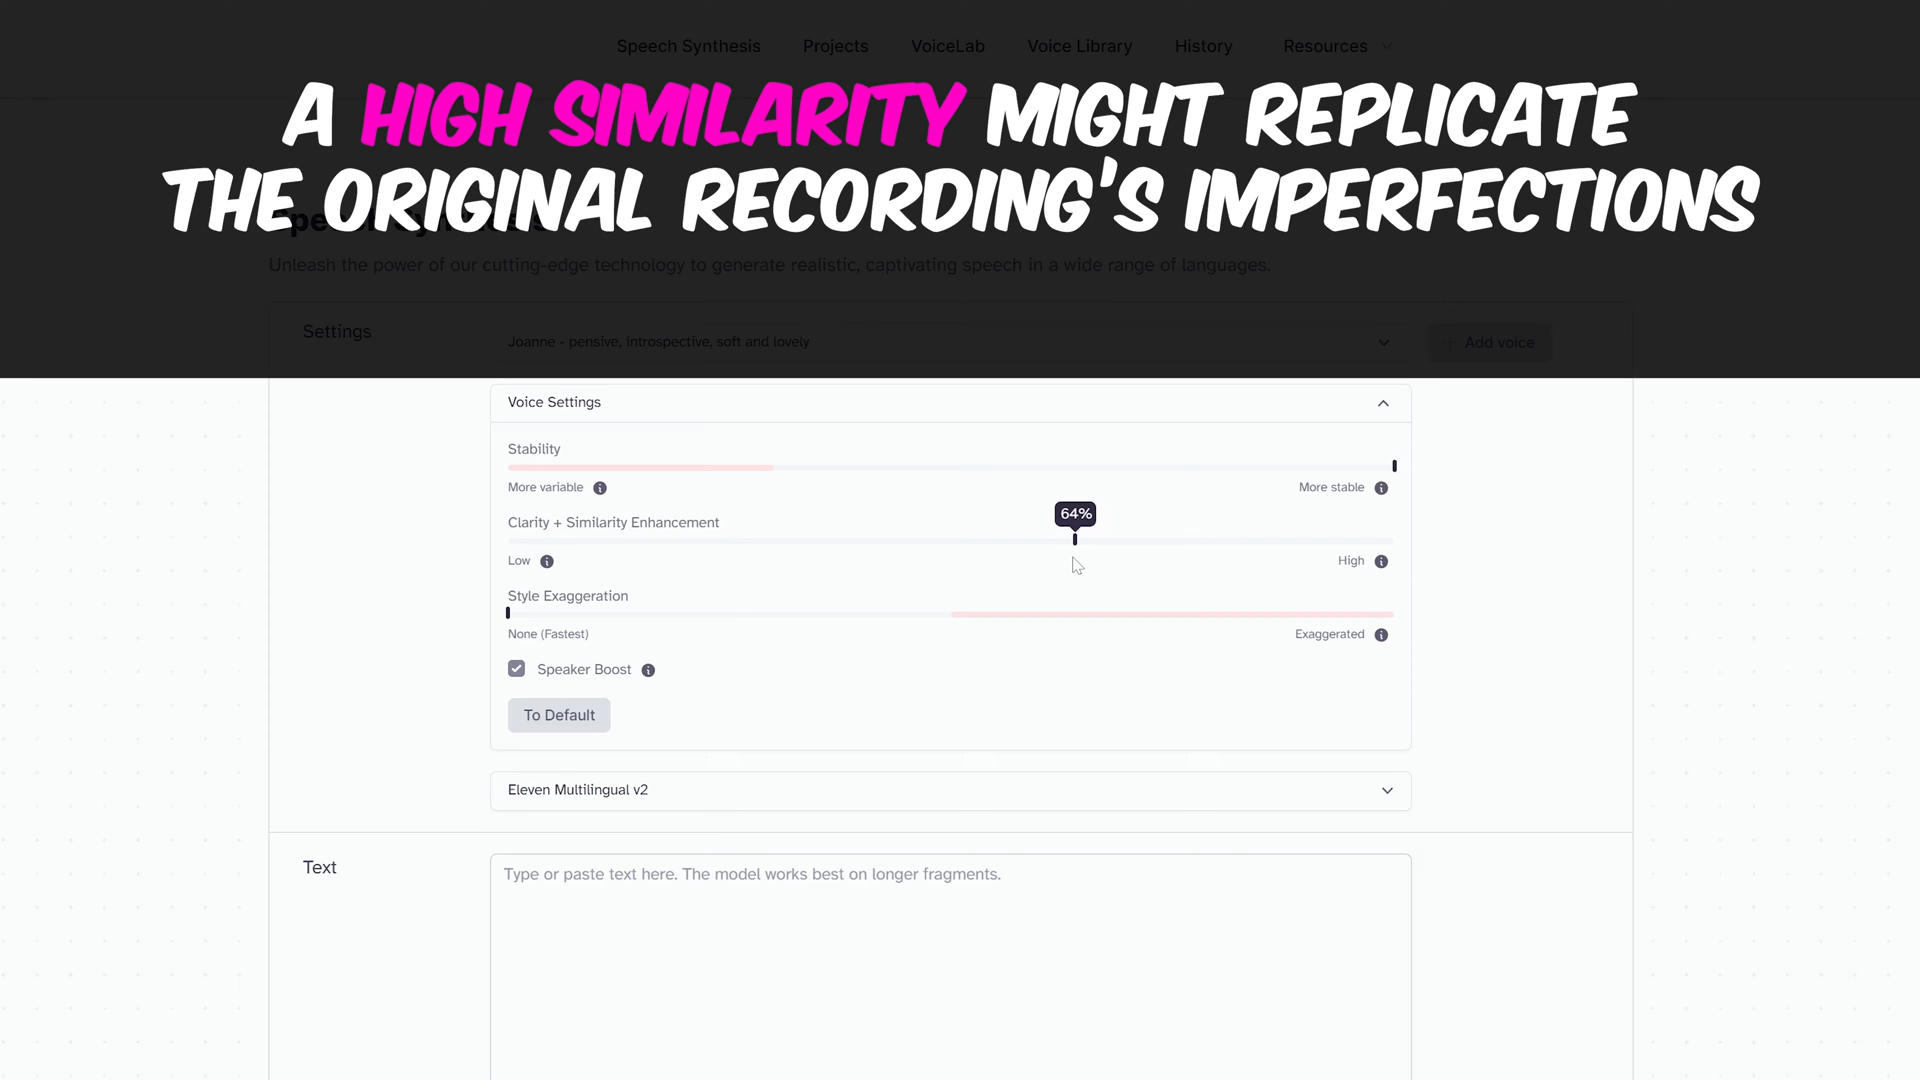 Speech Synthesis Projects VoiceLab Voice Library History Resources
A HIGH SIMILARITY MIGHT REPLICATE
THE ORIGINAL RECORDING'S IMPERFECTIONS
Speech Synthesis
Unleash the power of our cutting-edge technology to generate realistic, captivating speech in a wide range of languages.
Settings
Joanne - pensive, introspective, soft and lovely
+ Add voice
Voice Settings
Stability
More variable
More stable
64%
Clarity + Similarity Enhancement
Low
High
Style Exaggeration
None (Fastest)
Exaggerated
Speaker Boost
To Default
Eleven Multilingual v2
Text
Type or paste text here. The model works best on longer fragments.